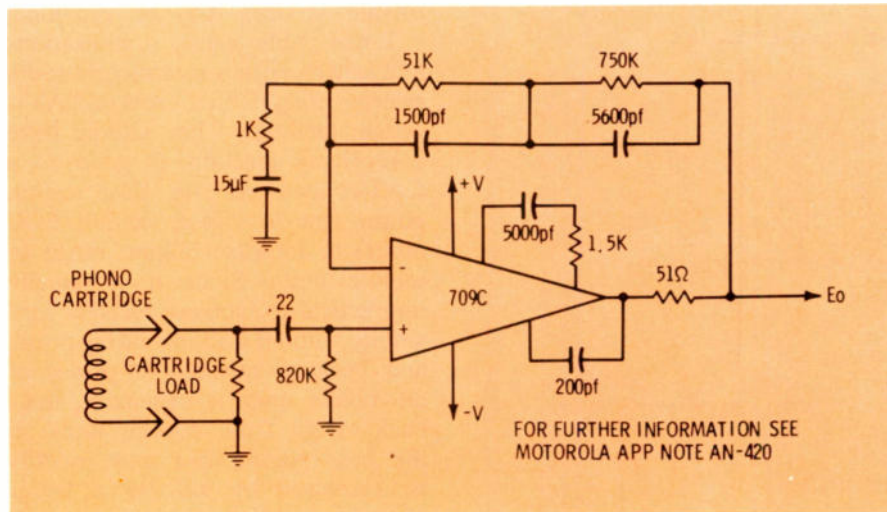 51K
750K
1500pf
5600pf
1K
15µF
+V
5000pf
1.5K
-
709C
+
51Ω
Eo
PHONO
CARTRIDGE
.22
CARTRIDGE
LOAD
820K
200pf
-V
FOR FURTHER INFORMATION SEE
MOTOROLA APP NOTE AN-420